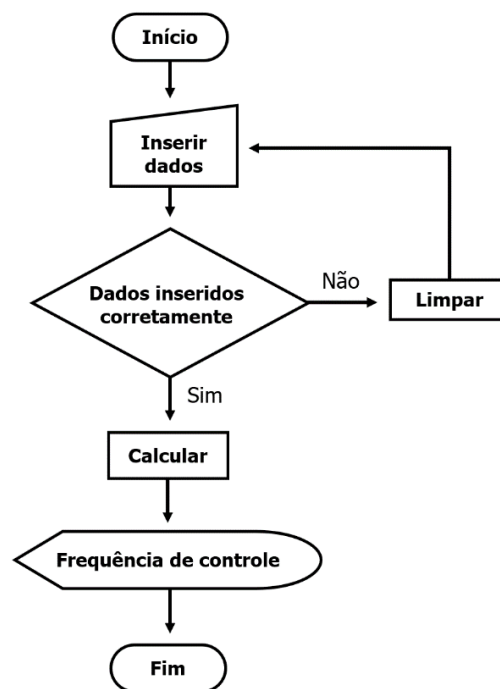 Início
Inserir
dados
Dados inseridos
corretamente
Não
Limpar
Sim
Calcular
Frequência de controle
Fim